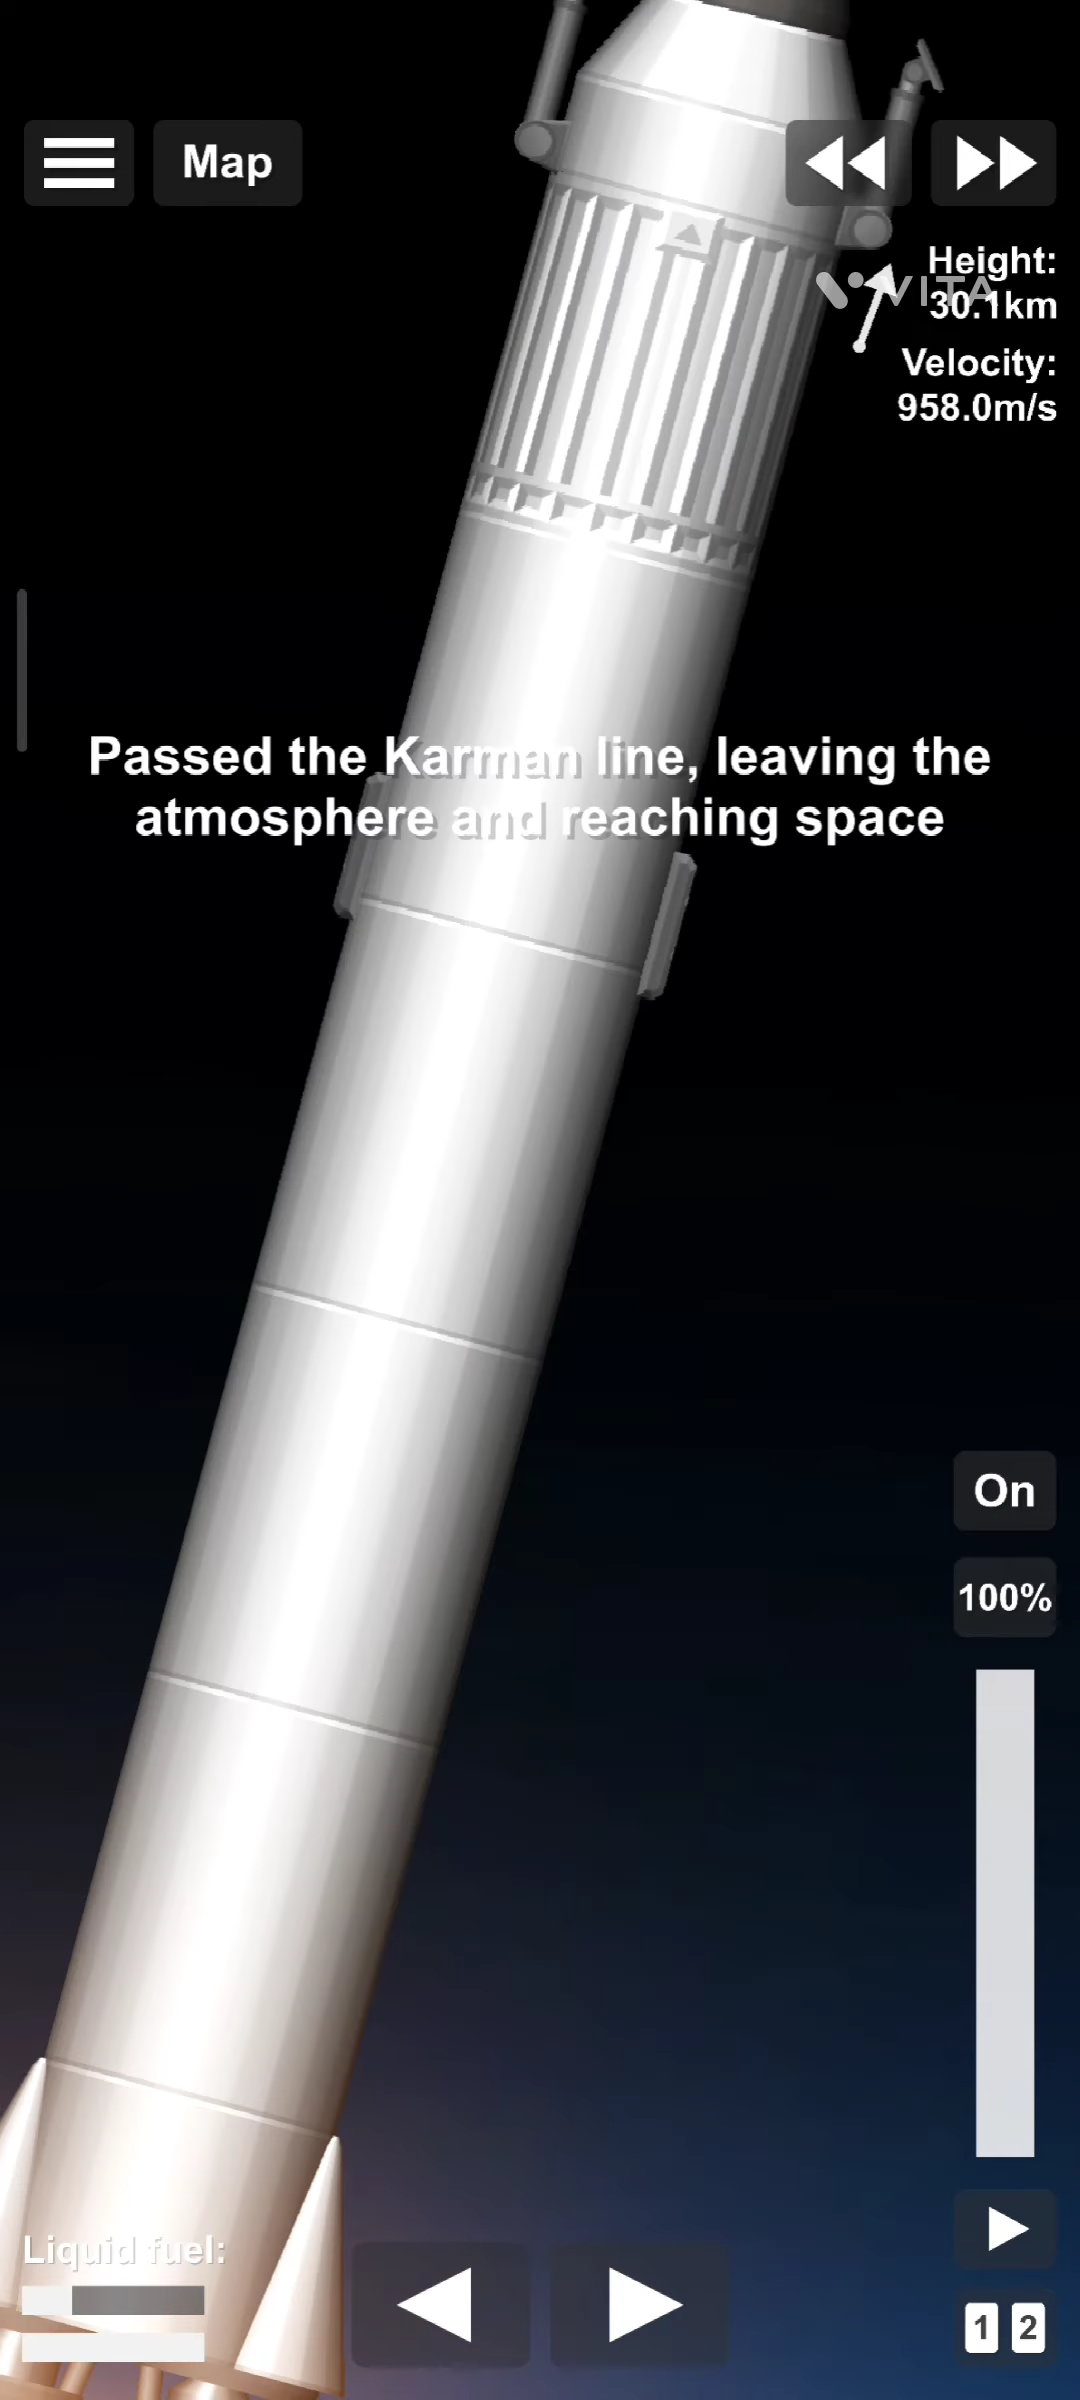 Map
Height:
VITA
30.1km
Velocity:
958.0m/s
Passed the Karman line, leaving the
atmosphere and reaching space
On
100%
Liquid fuel:
1 2